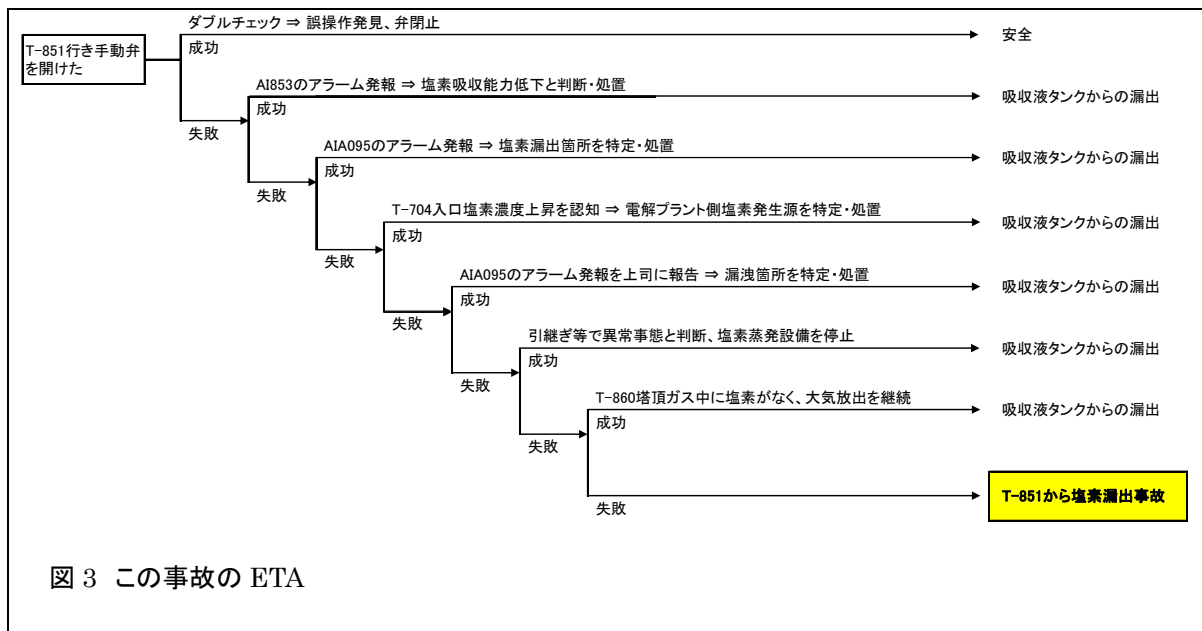 ダブルチェック ⇒ 誤操作発見、弁閉止
T-851行き手動弁
を開けた
成功
安全
AI853のアラーム発報 ⇒ 塩素吸収能力低下と判断・処置
失敗
成功
吸収液タンクからの漏出
AIA095のアラーム発報 ⇒ 塩素漏出箇所を特定・処置
失敗
成功
吸収液タンクからの漏出
T-704入口塩素濃度上昇を認知 ⇒ 電解プラント側塩素発生源を特定・処置
失敗
成功
吸収液タンクからの漏出
AIA095のアラーム発報を上司に報告 ⇒ 漏洩箇所を特定・処置
失敗
成功
吸収液タンクからの漏出
引継ぎ等で異常事態と判断、塩素蒸発設備を停止
失敗
成功
吸収液タンクからの漏出
T-860塔頂ガス中に塩素がなく、大気放出を継続
失敗
成功
吸収液タンクからの漏出
失敗
T-851から塩素漏出事故
図 3 この事故の ETA